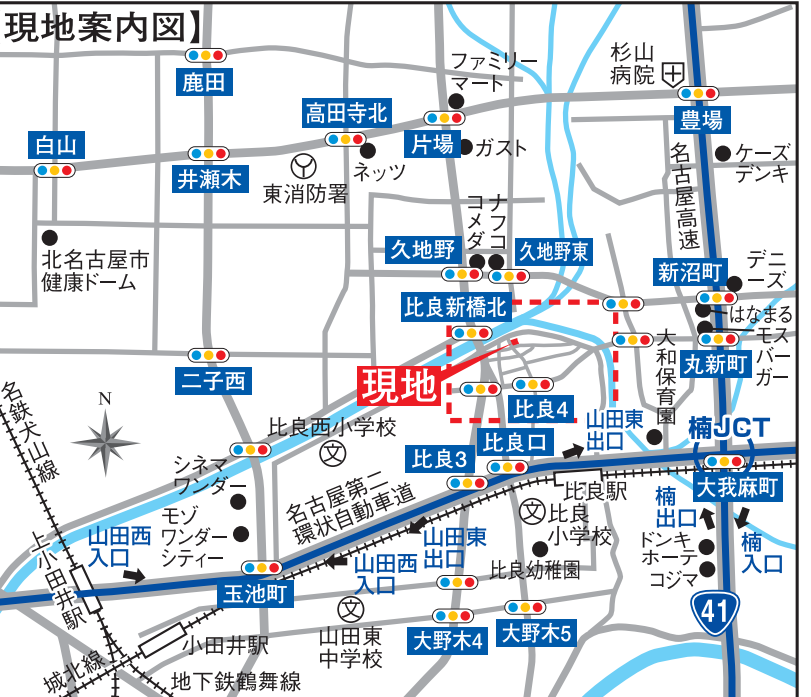 現地案内図】
鹿田
ファミリー
マート
杉山
病院
高田寺北
片場
豊場
白山
井瀬木
ネッツ
ガスト
ケーズ
デンキ
東消防署
名古屋高速
コメダ
ナフコ
北名古屋市
健康ドーム
久地野
久地野東
新沼町
デニ
ーズ
比良新橋北
はなまる
モス
バー
ガー
丸新町
二子西
現地
大和保育園
名鉄犬山線
N
比良4
比良西小学校
文
比良口
山田東
出口
楠JCT
シネマ
ワンダー
比良3
名古屋第二
環状自動車道
比良駅
大我麻町
モゾ
ワンダー
シティー
文
比良
小学校
楠
出口
上小田井駅
山田西
入口
山田東
出口
ドンキ
ホーテ
コジマ
楠
入口
山田西
入口
比良幼稚園
玉池町
文
41
小田井駅
山田東
中学校
大野木4
大野木5
城北線
地下鉄鶴舞線